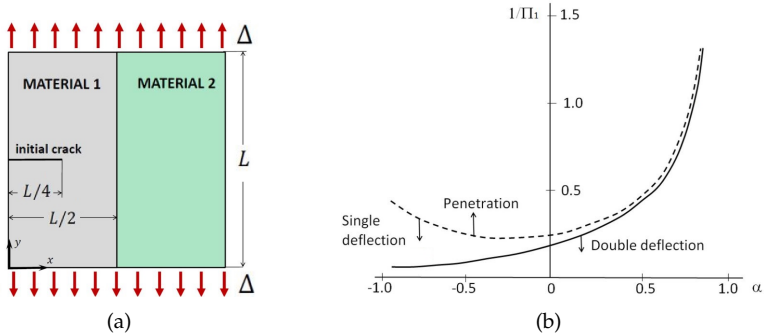 Δ
MATERIAL 1
MATERIAL 2
initial crack
L
L/4
L/2
y
x
Δ
(a)
1/Π₁
1.5
1.0
0.5
Penetration
Single
deflection
Double deflection
-1.0
-0.5
0
0.5
1.0
α
(b)